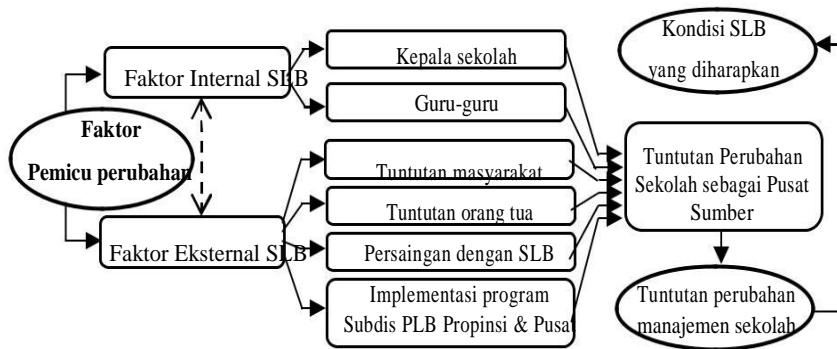 Faktor
Pemicu perubahan
Faktor Internal SLB
Faktor Eksternal SLB
Kepala sekolah
Guru-guru
Tuntutan masyarakat
Tuntutan orang tua
Persaingan dengan SLB
Implementasi program
Subdis PLB Propinsi & Pusat
Tuntutan Perubahan
Sekolah sebagai Pusat
Sumber
Tuntutan perubahan
manajemen sekolah
Kondisi SLB
yang diharapkan